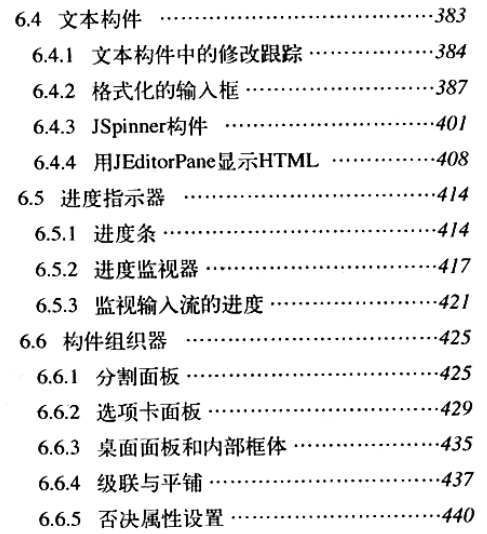 6.4 文本构件 ……………………………383
6.4.1 文本构件中的修改跟踪 ……………384
6.4.2 格式化的输入框 ……………………387
6.4.3 JSpinner构件 ………………………401
6.4.4 用JEditorPane显示HTML …………408
6.5 进度指示器 …………………………414
6.5.1 进度条 ………………………………414
6.5.2 进度监视器 …………………………417
6.5.3 监视输入流的进度 …………………421
6.6 构件组织器 …………………………425
6.6.1 分割面板 ……………………………425
6.6.2 选项卡面板 …………………………429
6.6.3 桌面面板和内部框体 ………………435
6.6.4 级联与平铺 …………………………437
6.6.5 否决属性设置 ………………………440